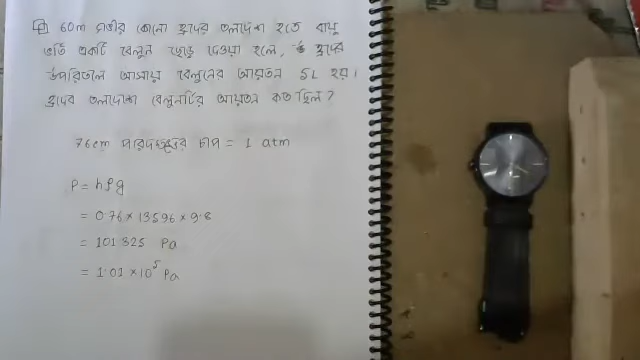 60m গভীর কোনো হ্রদের তলদেশ হতে বায়ু
ভর্তি একটি বেলুন ছেড়ে দেওয়া হলে, হ্রদের
উপরিতলে আসায় বেলুনের আয়তন 5L হয়।
হ্রদের তলদেশে বেলুনটির আয়তন কত ছিল?
76cm পারদস্তম্ভের চাপ = 1 atm
P = hρg
= 0.76 × 13596 × 9.8
= 101325 Pa
= 1.01 × 10⁵ Pa